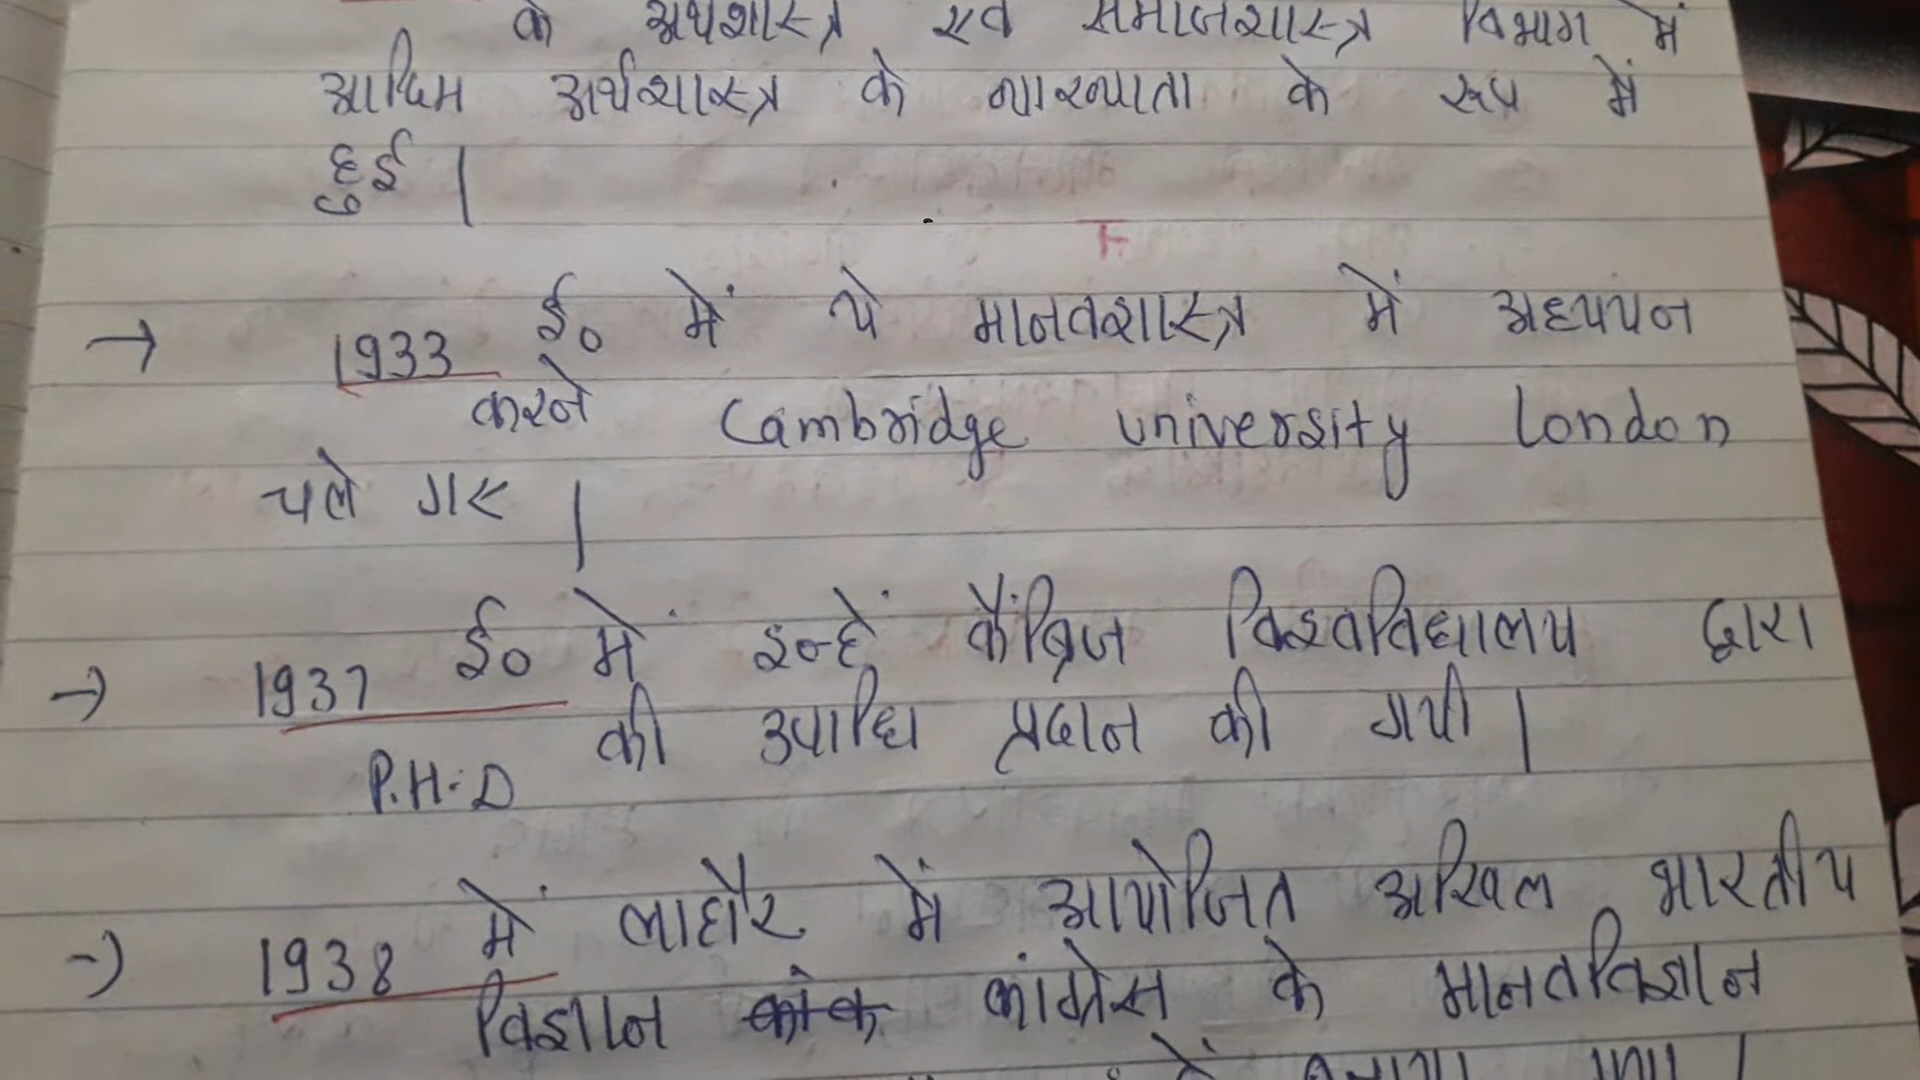 के अर्थशास्त्र एवं समाजशास्त्र विभाग में
आदिम अर्थशास्त्र के व्याख्याता के रूप में
हुई |
→ 1933 ई० में ये मानवशास्त्र में अध्ययन
करने Cambridge university London
चले गए |
→ 1937 ई० में इन्हें कैंब्रिज विश्वविद्यालय द्वारा
P.H.D की उपाधि प्रदान की गयी |
→ 1938 में लाहौर में आयोजित अखिल भारतीय
विज्ञान कांग्रेस के मानवविज्ञान